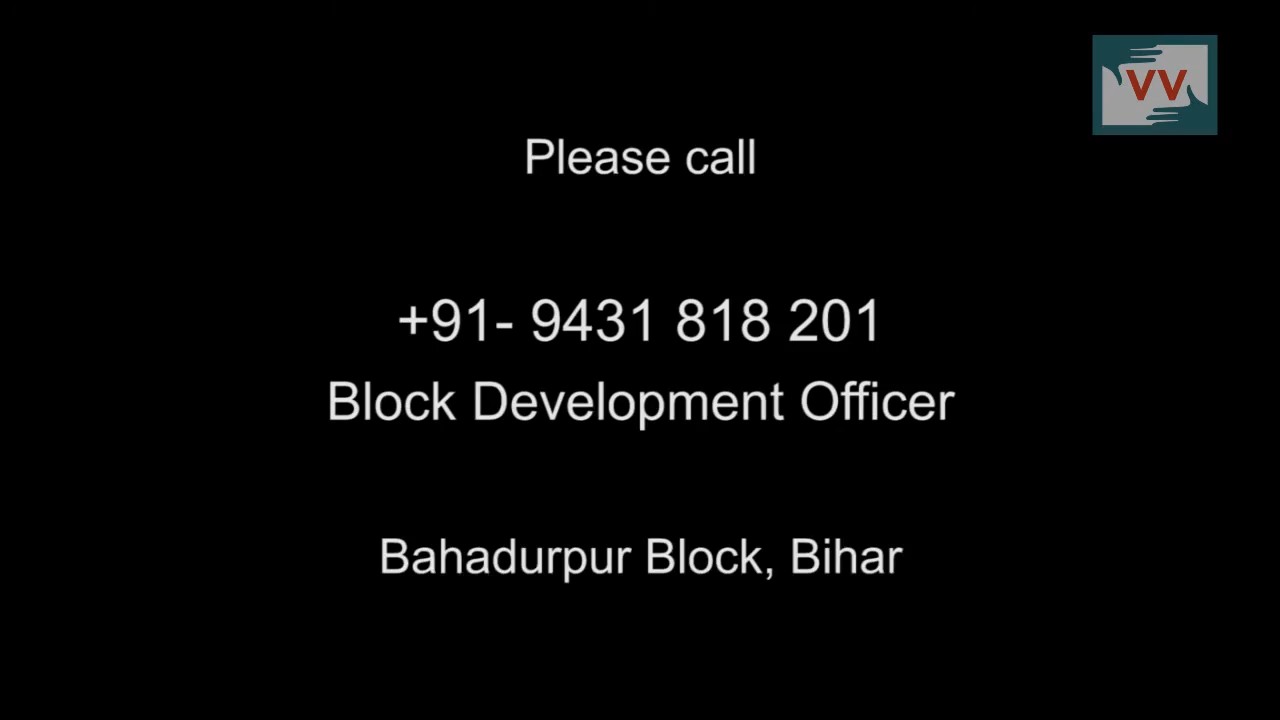 VV
Please call
+91- 9431 818 201
Block Development Officer
Bahadurpur Block, Bihar